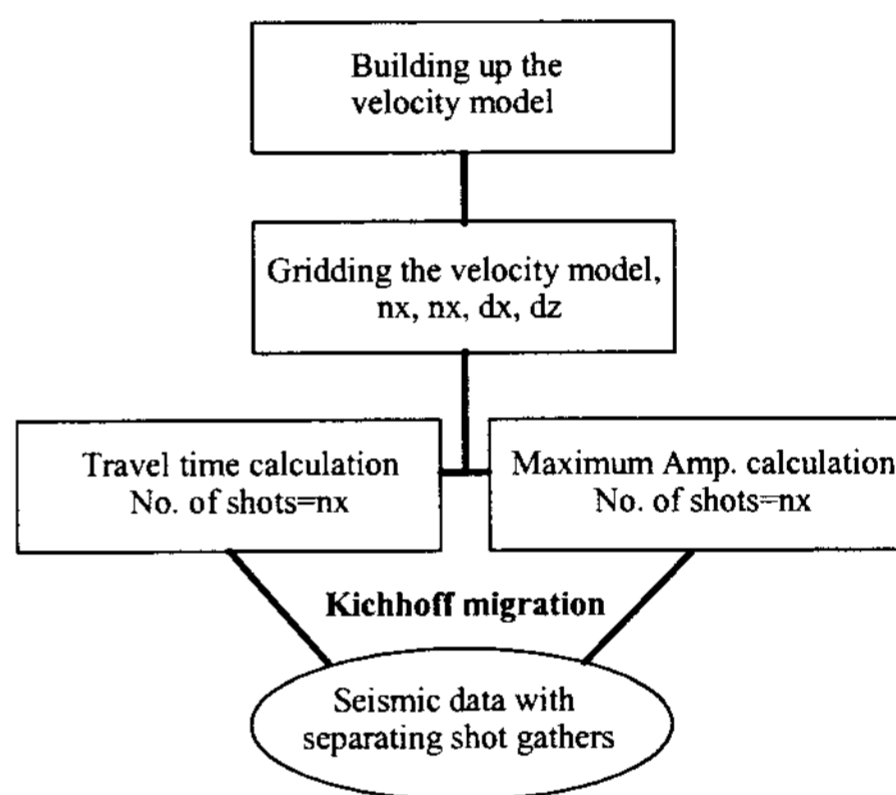 Building up the
velocity model
Gridding the velocity model,
nx, nx, dx, dz
Travel time calculation
No. of shots=nx
Maximum Amp. calculation
No. of shots=nx
Kichhoff migration
Seismic data with
separating shot gathers